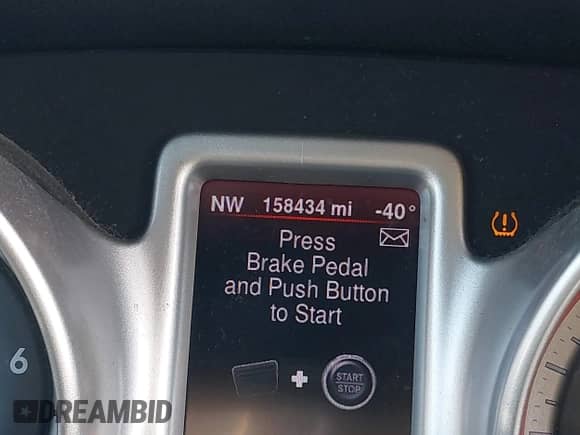 NW 158434 mi -40°
Press
Brake Pedal
and Push Button
to Start
START
STOP
6
DREAMBID